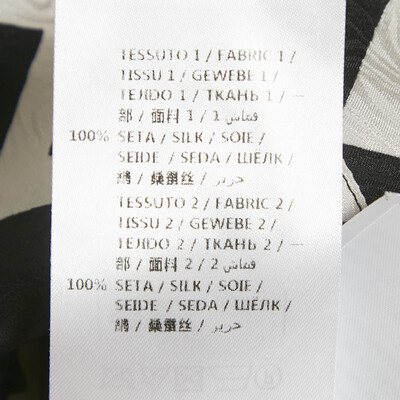 TESSUTO 1 / FABRIC 1 /
TISSU 1 / GEWEBE 1 /
TEJIDO 1 / ТКАНЬ 1 / 一
部 / 面料 1 / 1 قماش
100% SETA / SILK / SOIE /
SEIDE / SEDA / ШЁЛК /
絹 / 桑蚕丝 / حرير
TESSUTO 2 / FABRIC 2 /
TISSU 2 / GEWEBE 2 /
TEJIDO 2 / ТКАНЬ 2 / 一
部 / 面料 2 / 2 قماش
100% SETA / SILK / SOIE /
SEIDE / SEDA / ШЁЛК /
絹 / 桑蚕丝 / حرير